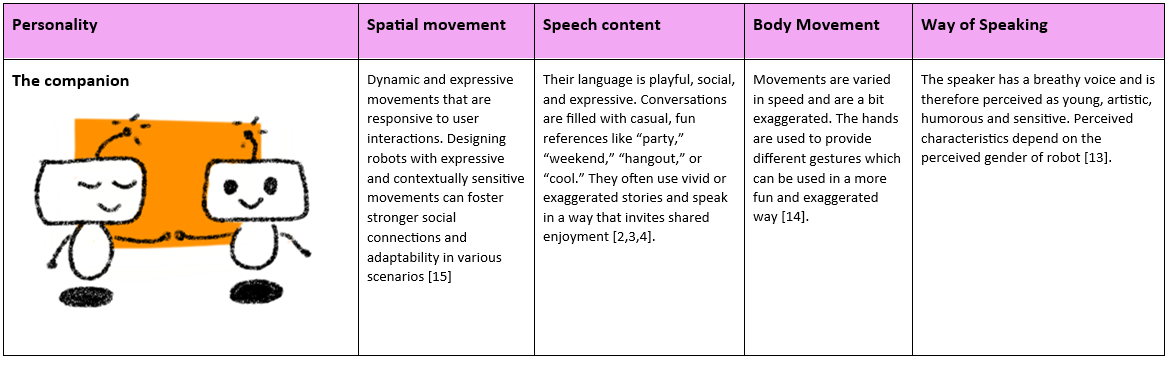 Personality
Spatial movement
Speech content
Body Movement
Way of Speaking
The companion
Dynamic and expressive
movements that are
responsive to user
interactions. Designing
robots with expressive
and contextually sensitive
movements can foster
stronger social
connections and
adaptability in various
scenarios [15]
Their language is playful, social,
and expressive. Conversations
are filled with casual, fun
references like “party,”
“weekend,” “hangout,” or
“cool.” They often use vivid or
exaggerated stories and speak
in a way that invites shared
enjoyment [2,3,4].
Movements are varied
in speed and are a bit
exaggerated. The hands
are used to provide
different gestures which
can be used in a more
fun and exaggerated
way [14].
The speaker has a breathy voice and is
therefore perceived as young, artistic,
humorous and sensitive. Perceived
characteristics depend on the
perceived gender of robot [13].